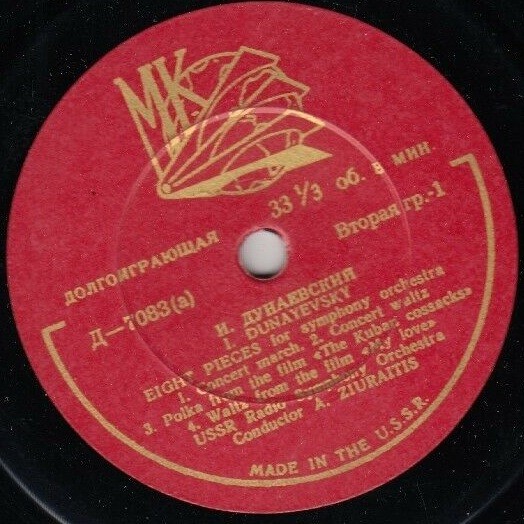 МК
ДОЛГОИГРАЮЩАЯ 33 1/3 об. в мин.
Д—7083(a) Вторая гр.-1
И. ДУНАЕВСКИЙ
I. DUNAYEVSKY
EIGHT PIECES for symphony orchestra
1. Concert march. 2. Concert waltz
3. Polka from the film «The Kuban cossacks»
4. Waltz from the film «My love»
USSR Radio Symphony Orchestra
Conductor A. ZIURAITIS
MADE IN THE U.S.S.R.